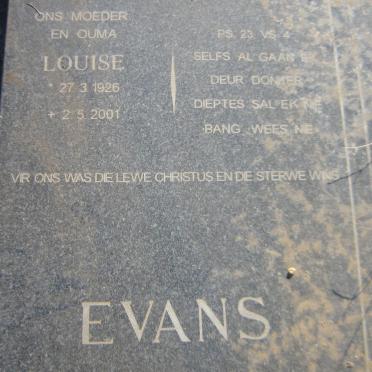 ONS MOEDER
EN OUMA
LOUISE
* 27 3 1926
+ 2.5.2001
PS. 23 VS 4
SELFS AL GAAN EK
DEUR DONKER
DIEPTES SAL EK NIE
BANG WEES NIE
VIR ONS WAS DIE LEWE CHRISTUS EN DIE STERWE WINS
EVANS